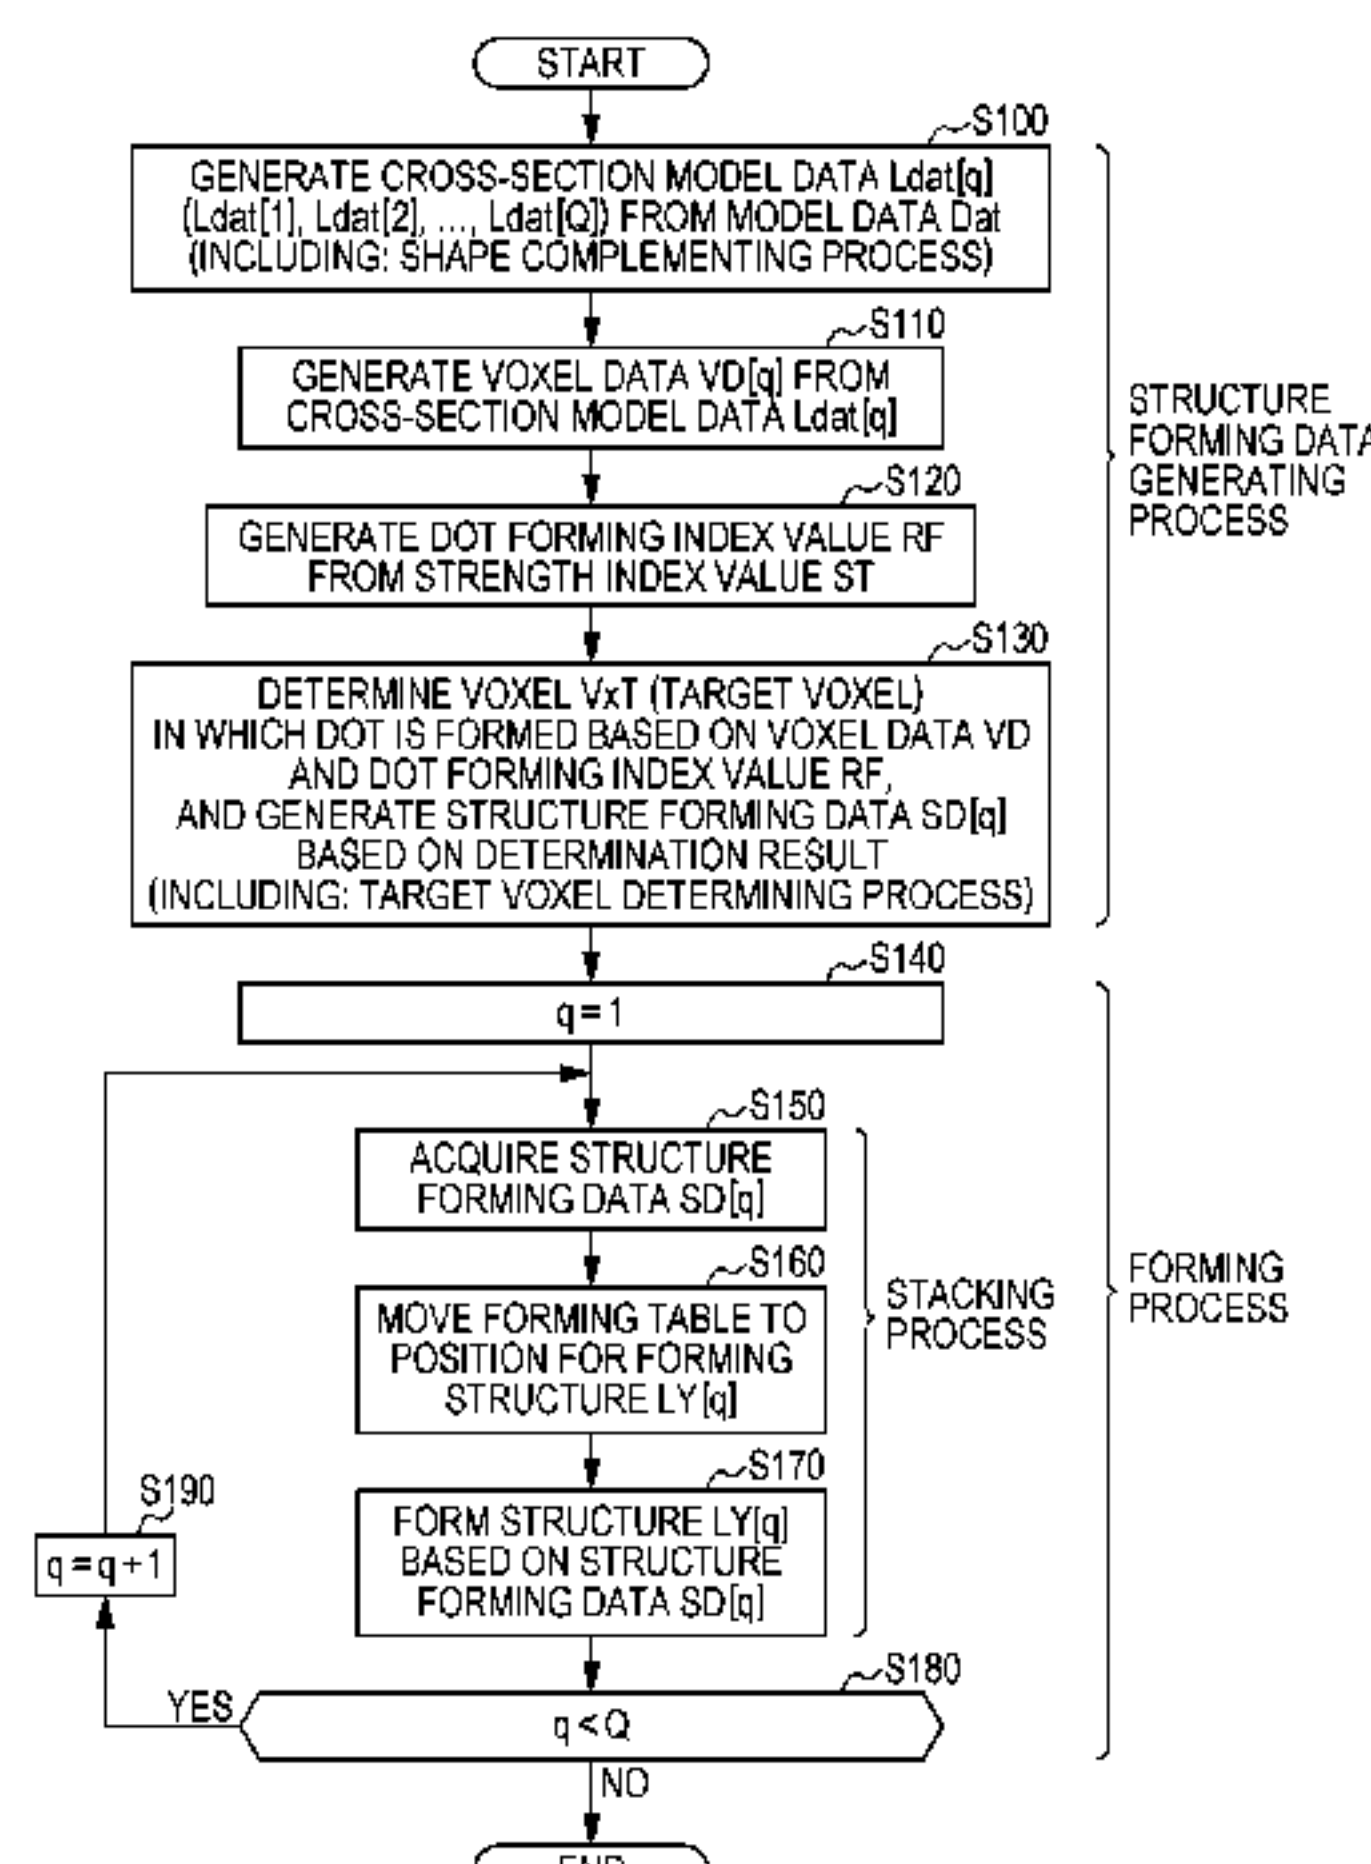 START
S100
GENERATE CROSS-SECTION MODEL DATA Ldat[q]
(Ldat[1], Ldat[2], ..., Ldat[Q]) FROM MODEL DATA Dat
(INCLUDING: SHAPE COMPLEMENTING PROCESS)
S110
GENERATE VOXEL DATA VD[q] FROM
CROSS-SECTION MODEL DATA Ldat[q]
STRUCTURE
FORMING DATA
GENERATING
PROCESS
S120
GENERATE DOT FORMING INDEX VALUE RF
FROM STRENGTH INDEX VALUE ST
S130
DETERMINE VOXEL VxT (TARGET VOXEL)
IN WHICH DOT IS FORMED BASED ON VOXEL DATA VD
AND DOT FORMING INDEX VALUE RF,
AND GENERATE STRUCTURE FORMING DATA SD[q]
BASED ON DETERMINATION RESULT
(INCLUDING: TARGET VOXEL DETERMINING PROCESS)
S140
q = 1
S150
ACQUIRE STRUCTURE
FORMING DATA SD[q]
S160
MOVE FORMING TABLE TO
POSITION FOR FORMING
STRUCTURE LY[q]
STACKING
PROCESS
FORMING
PROCESS
S170
FORM STRUCTURE LY[q]
BASED ON STRUCTURE
FORMING DATA SD[q]
S190
q = q + 1
S180
YES
q < Q
NO
END